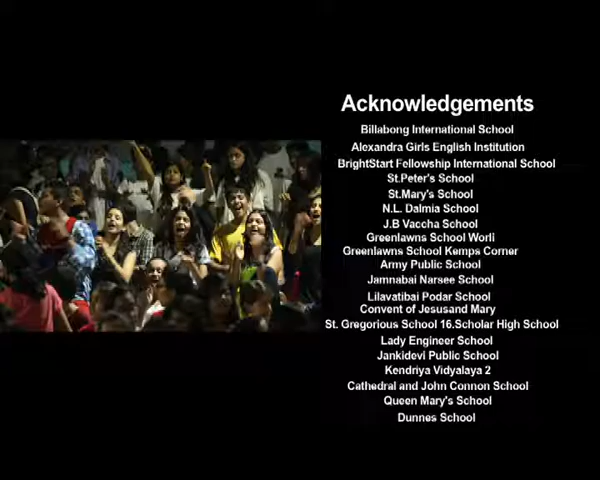 Acknowledgements
Billabong International School
Alexandra Girls English Institution
BrightStart Fellowship International School
St.Peter's School
St.Mary's School
N.L. Dalmia School
J.B Vaccha School
Greenlawns School Worli
Greenlawns School Kemps Corner
Army Public School
Jamnabai Narsee School
Lilavatibai Podar School
Convent of Jesusand Mary
St. Gregorious School 16.Scholar High School
Lady Engineer School
Jankidevi Public School
Kendriya Vidyalaya 2
Cathedral and John Connon School
Queen Mary's School
Dunnes School